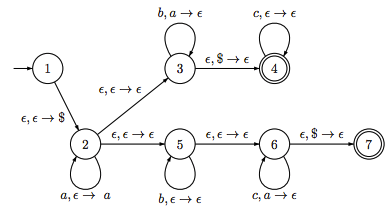 b, a → ϵ
c, ϵ → ϵ
1
3
ϵ, $ → ϵ
4
ϵ, ϵ → ϵ
ϵ, ϵ → $
2
ϵ, ϵ → ϵ
5
ϵ, ϵ → ϵ
6
ϵ, $ → ϵ
7
a, ϵ → a
b, ϵ → ϵ
c, a → ϵ